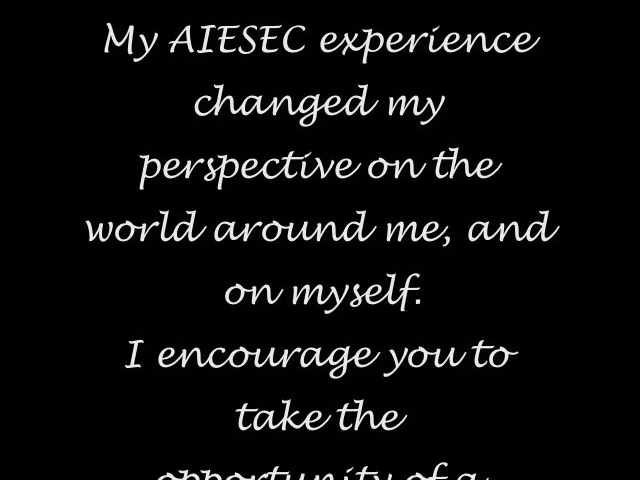 My AIESEC experience
changed my
perspective on the
world around me, and
on myself.
I encourage you to
take the
opportunity of a